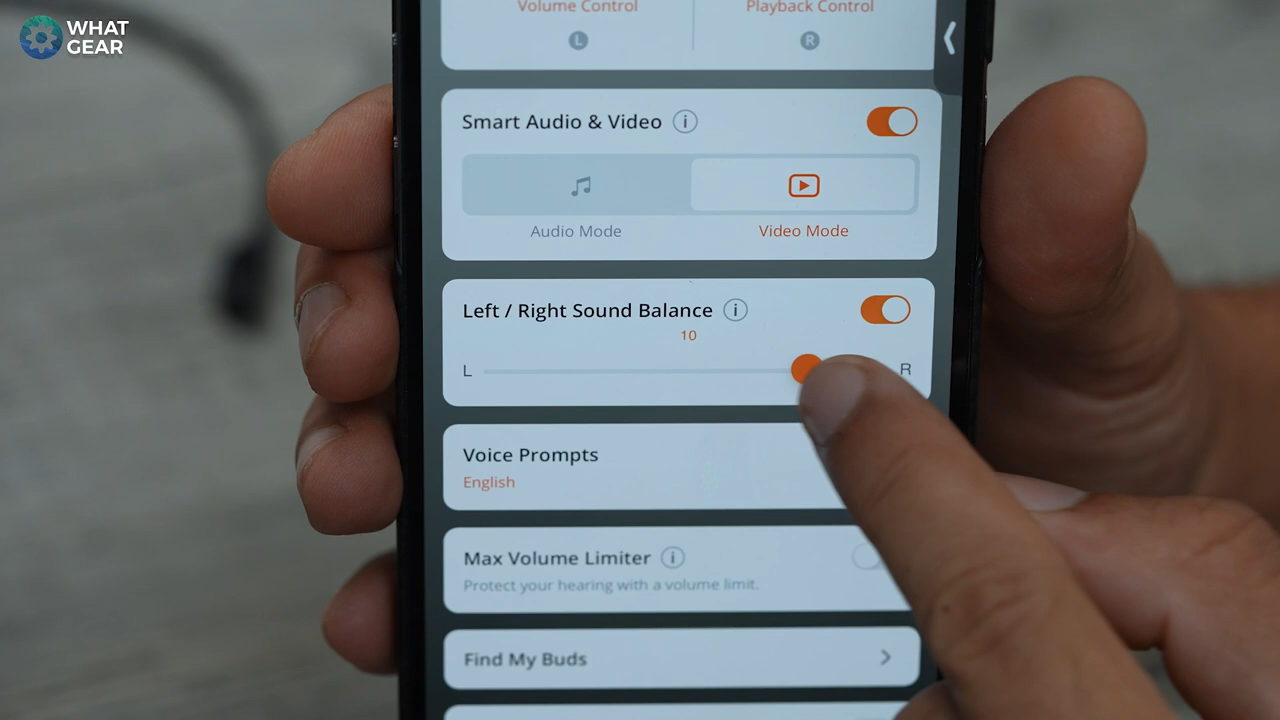 WHAT
GEAR
Volume Control
Playback Control
L
R
Smart Audio & Video i
Audio Mode
Video Mode
Left / Right Sound Balance i
10
L
R
Voice Prompts
English
Max Volume Limiter i
Protect your hearing with a volume limit.
Find My Buds